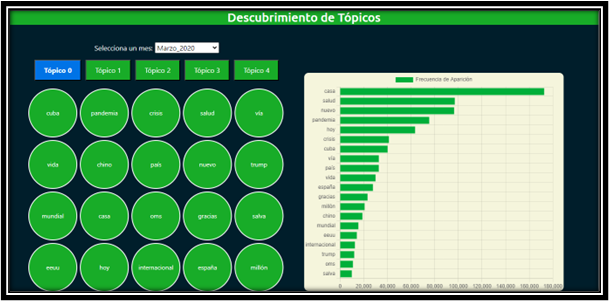 Descubrimiento de Tópicos
Selecciona un mes: Marzo_2020
Tópico 0 Tópico 1 Tópico 2 Tópico 3 Tópico 4
cuba pandemia crisis salud vía
vida chino país nuevo trump
mundial casa oms gracias salva
eeuu hoy internacional españa millón
Frecuencia de Aparición
casa
salud
nuevo
pandemia
hoy
crisis
cuba
vía
país
vida
españa
gracias
millón
chino
mundial
eeuu
internacional
trump
oms
salva
0 20.000 40.000 60.000 80.000 100.000 120.000 140.000 160.000 180.000